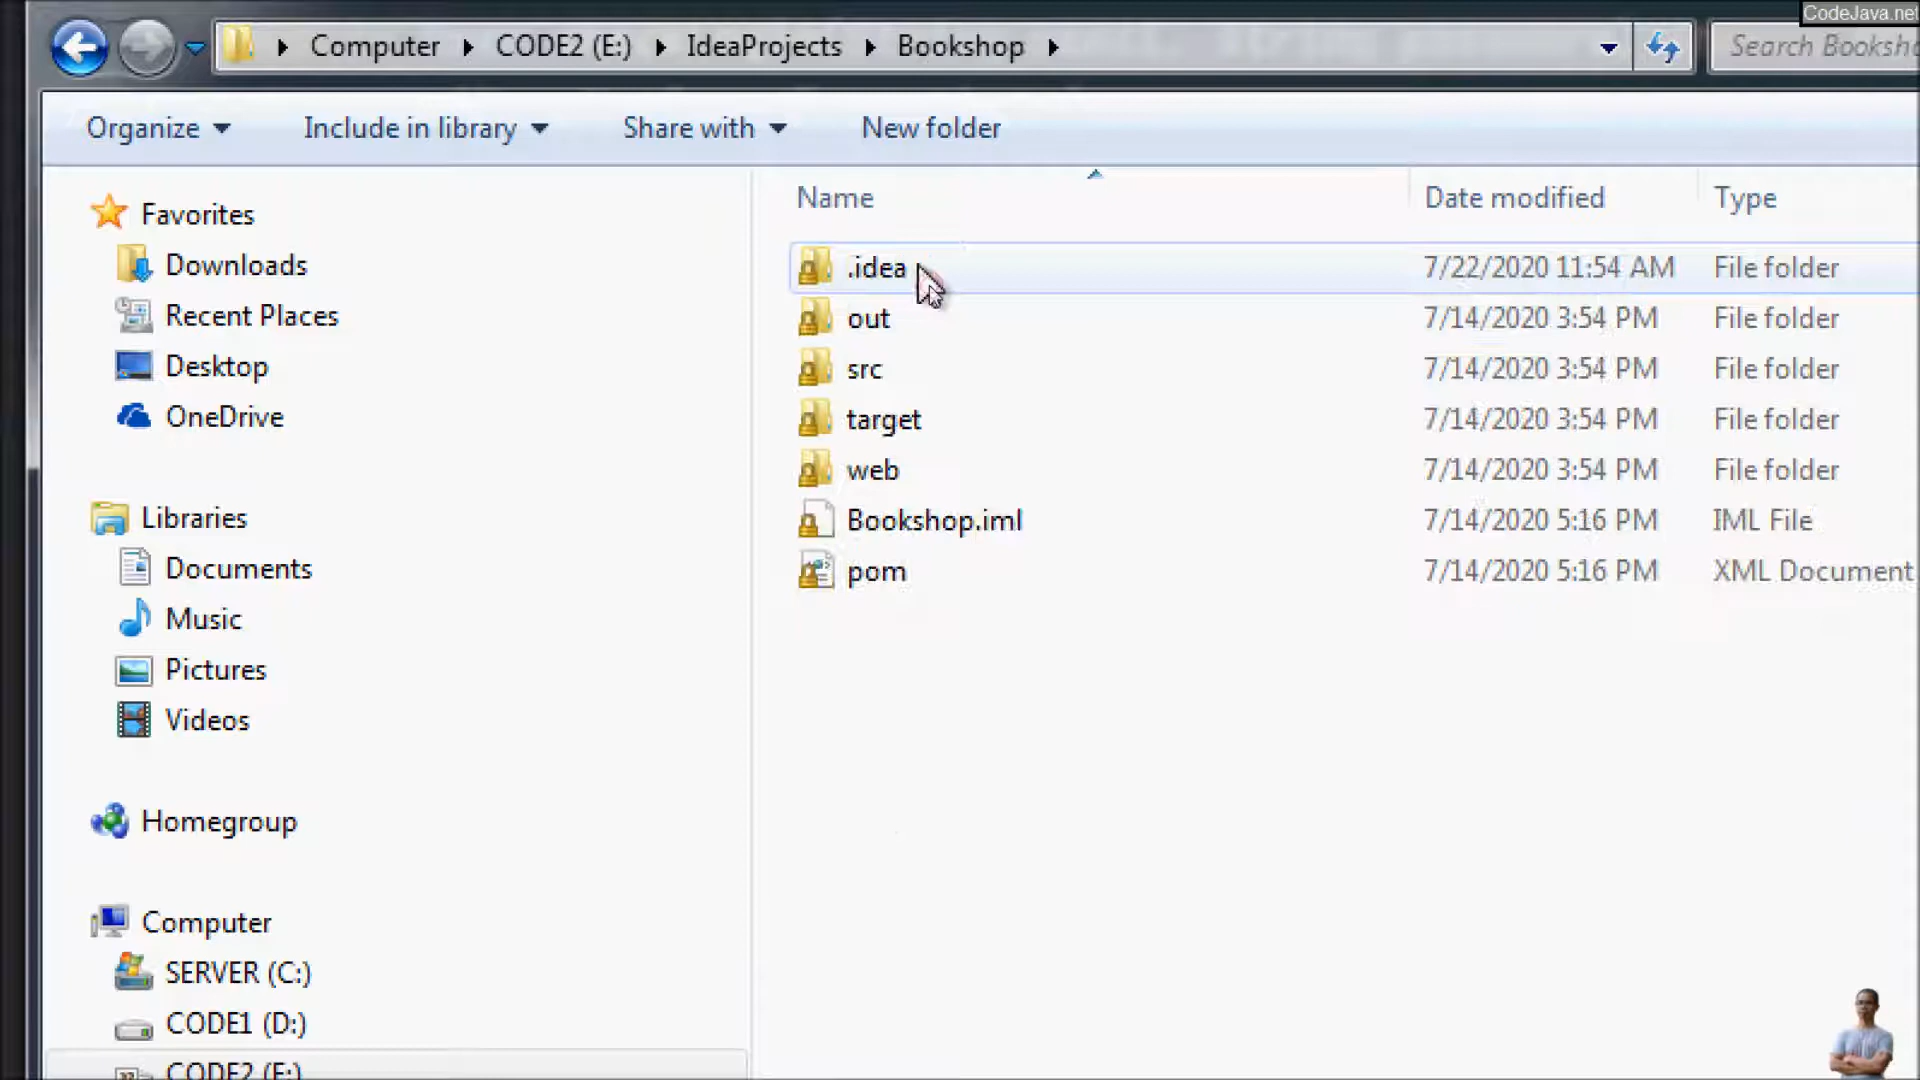 CodeJava.net
Computer CODE2 (E:) IdeaProjects Bookshop
Organize Include in library Share with New folder
Name Date modified Type
Favorites
Downloads
Recent Places
Desktop
OneDrive
Libraries
Documents
Music
Pictures
Videos
Homegroup
Computer
SERVER (C:)
CODE1 (D:)
CODE2 (E:)
.idea 7/22/2020 11:54 AM File folder
out 7/14/2020 3:54 PM File folder
src 7/14/2020 3:54 PM File folder
target 7/14/2020 3:54 PM File folder
web 7/14/2020 3:54 PM File folder
Bookshop.iml 7/14/2020 5:16 PM IML File
pom 7/14/2020 5:16 PM XML Document